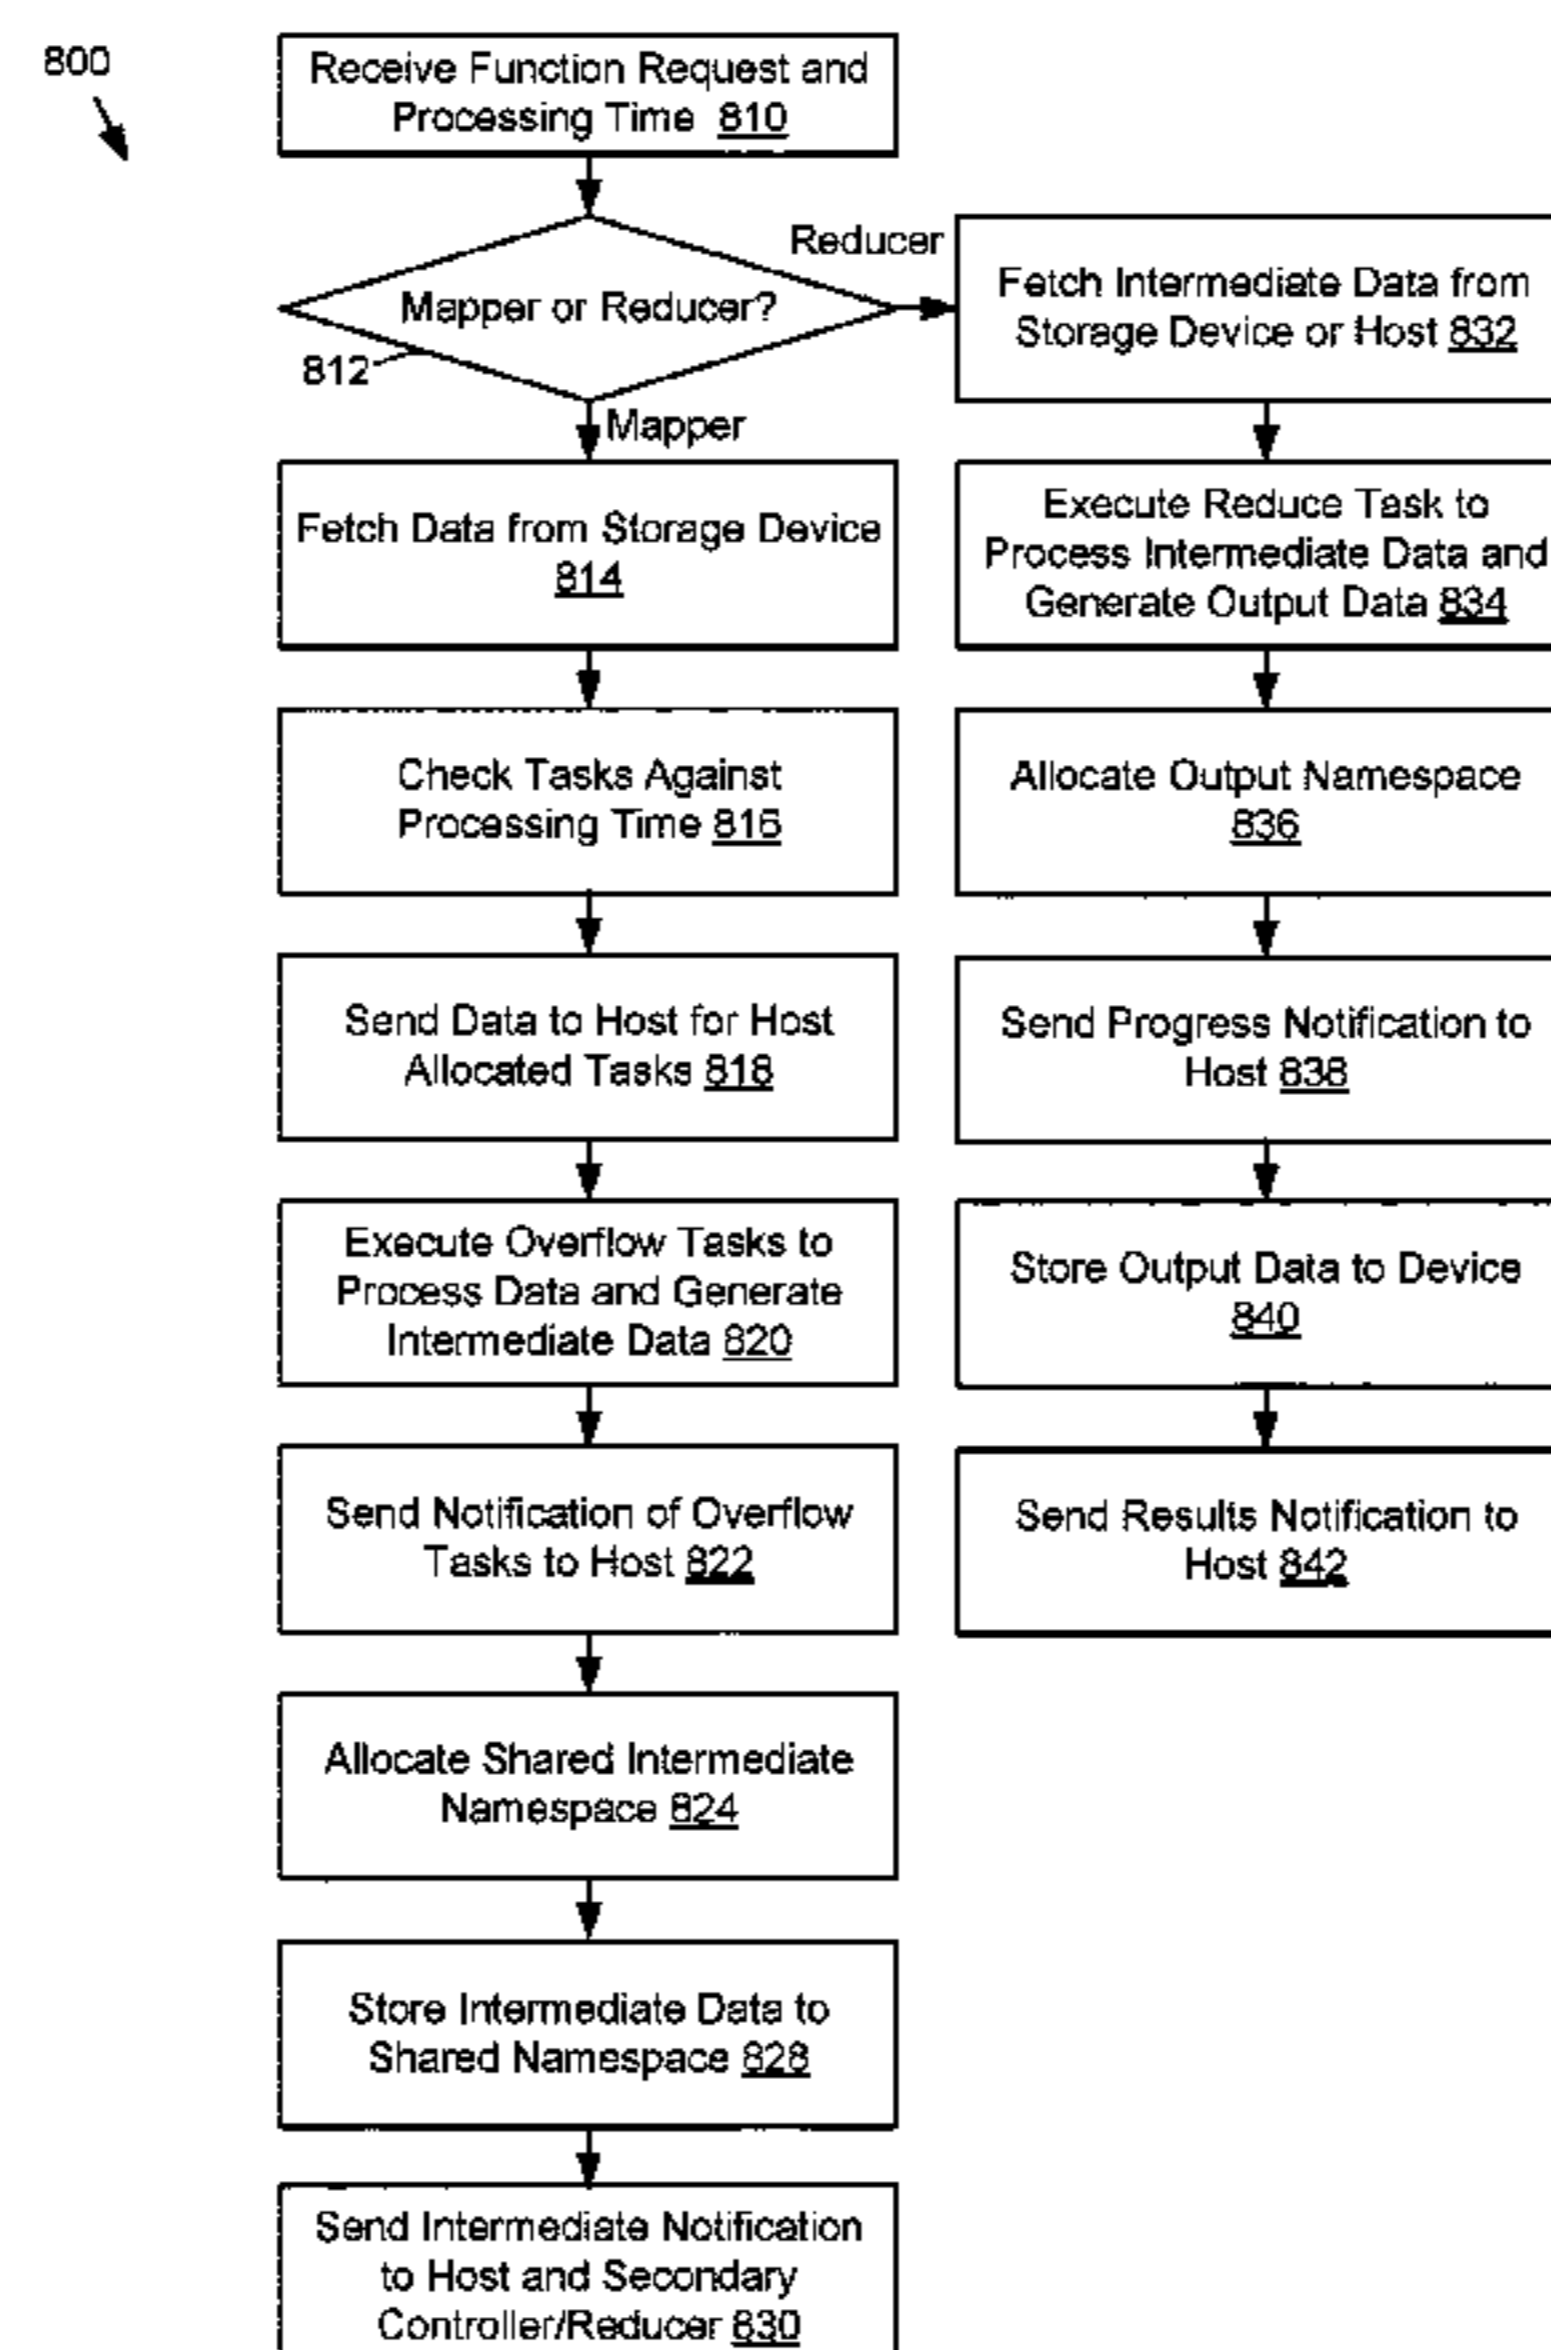 800
Receive Function Request and
Processing Time 810
Mapper or Reducer?
812
Reducer
Mapper
Fetch Data from Storage Device
814
Check Tasks Against
Processing Time 816
Send Data to Host for Host
Allocated Tasks 818
Execute Overflow Tasks to
Process Data and Generate
Intermediate Data 820
Send Notification of Overflow
Tasks to Host 822
Allocate Shared Intermediate
Namespace 824
Store Intermediate Data to
Shared Namespace 828
Send Intermediate Notification
to Host and Secondary
Controller/Reducer 830
Fetch Intermediate Data from
Storage Device or Host 832
Execute Reduce Task to
Process Intermediate Data and
Generate Output Data 834
Allocate Output Namespace
836
Send Progress Notification to
Host 838
Store Output Data to Device
840
Send Results Notification to
Host 842